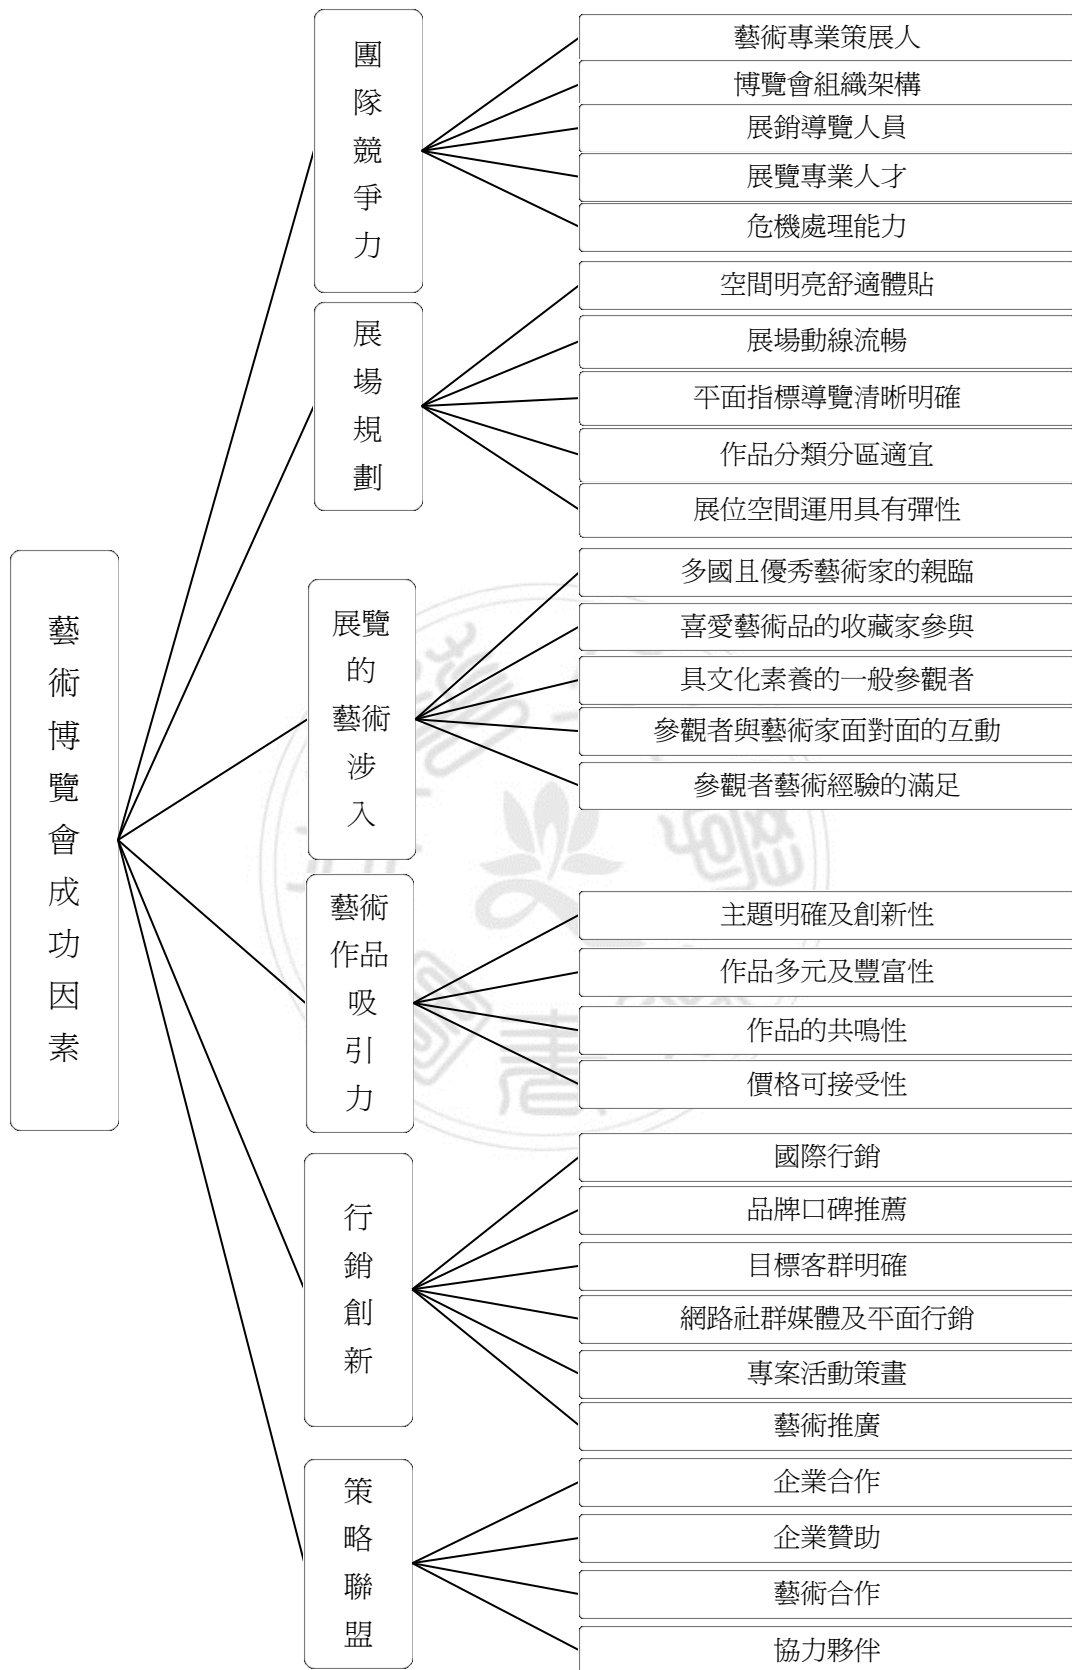 藝術博覽會成功因素
團隊競爭力
藝術專業策展人
博覽會組織架構
展銷導覽人員
展覽專業人才
危機處理能力
展場規劃
空間明亮舒適體貼
展場動線流暢
平面指標導覽清晰明確
作品分類分區適宜
展位空間運用具有彈性
展覽
的
藝術
涉
入
多國且優秀藝術家的親臨
喜愛藝術品的收藏家參與
具文化素養的一般參觀者
參觀者與藝術家面對面的互動
參觀者藝術經驗的滿足
藝術
作品
吸
引
力
主題明確及創新性
作品多元及豐富性
作品的共鳴性
價格可接受性
行銷創新
國際行銷
品牌口碑推薦
目標客群明確
網路社群媒體及平面行銷
專案活動策畫
藝術推廣
策略聯盟
企業合作
企業贊助
藝術合作
協力夥伴